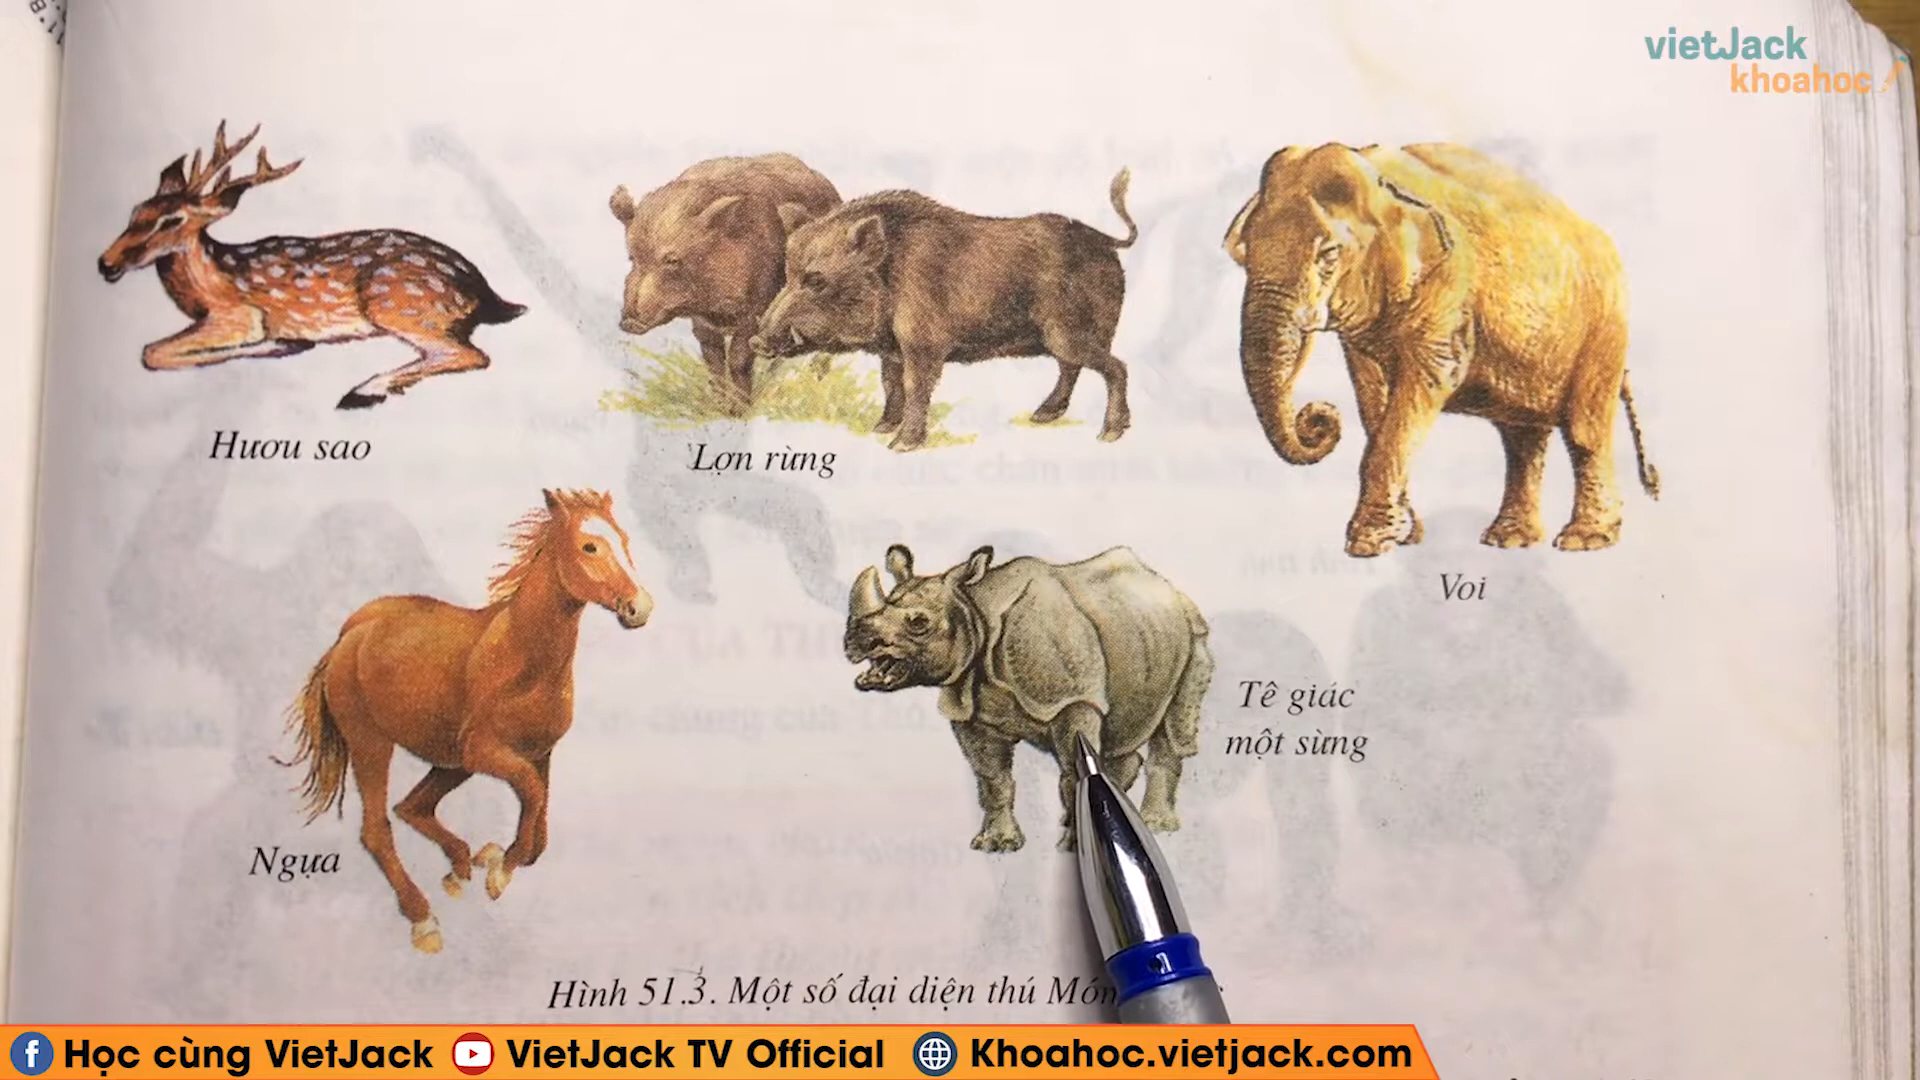 vietJack
khoahoc
Hươu sao
Lợn rừng
Voi
Ngựa
Tê giác
một sừng
Hình 51.3. Một số đại diện thú Món
Học cùng VietJack
VietJack TV Official
Khoahoc.vietjack.com